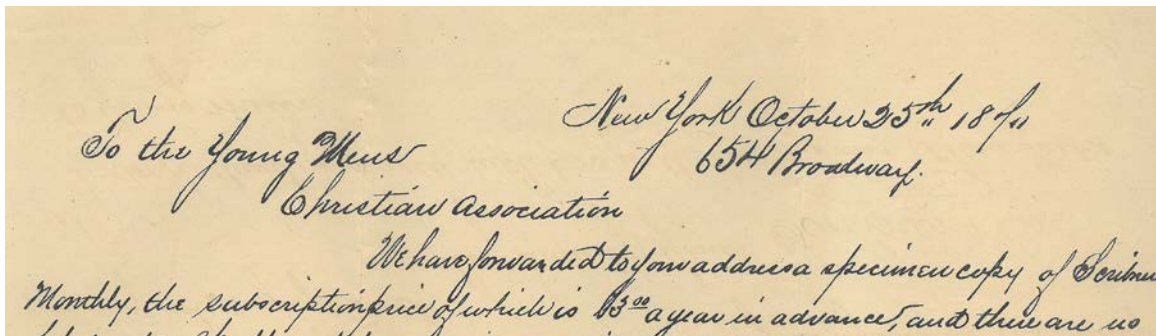 New York October 25th 1871
654 Broadway.
To the Young Mens
Christian Association
We have forwarded to your address a specimen copy of Scribner
Monthly, the subscription price of which is $3 00 a year in advance, and there are no